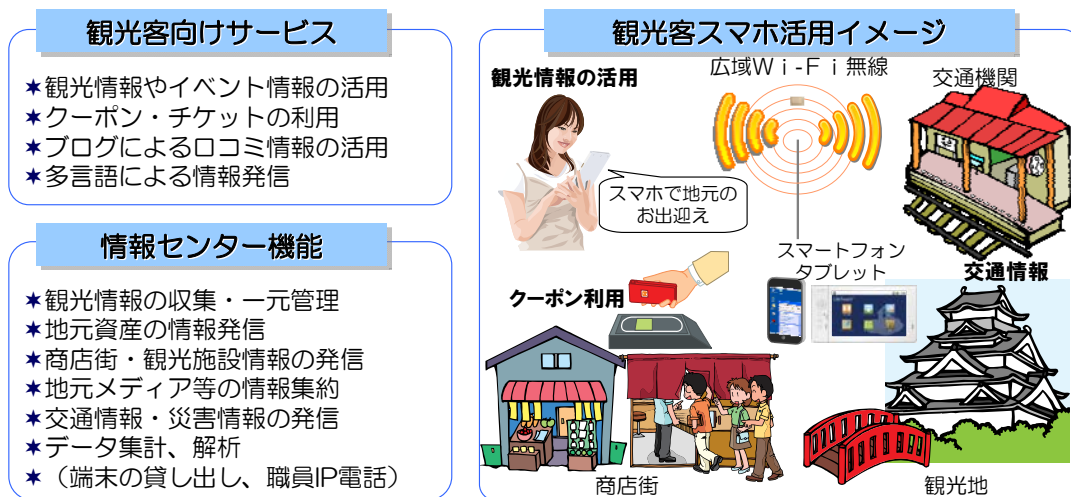 観光客向けサービス
★観光情報やイベント情報の活用
★クーポン・チケットの利用
★ブログによる口コミ情報の活用
★多言語による情報発信
情報センター機能
★観光情報の収集・一元管理
★地元資産の情報発信
★商店街・観光施設情報の発信
★地元メディア等の情報集約
★交通情報・災害情報の発信
★データ集計、解析
★（端末の貸し出し、職員IP電話）
観光客スマホ活用イメージ
観光情報の活用
広域Ｗｉ-Ｆｉ無線
交通機関
スマホで地元の
お出迎え
スマートフォン
タブレット
交通情報
クーポン利用
商店街
観光地